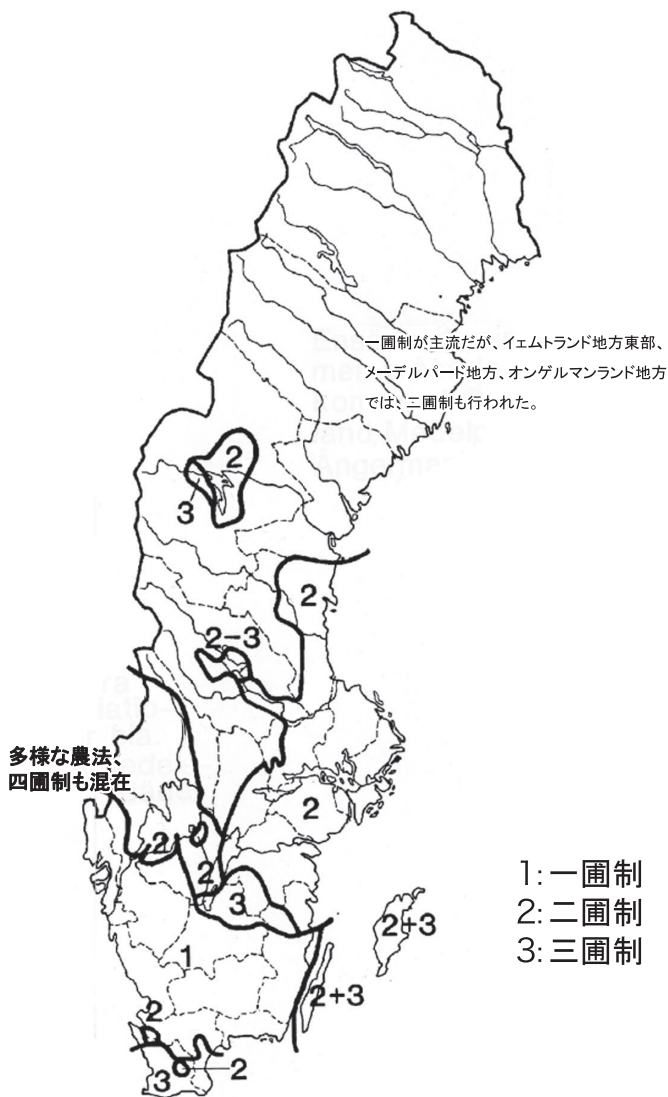 一圃制が主流だが、イェムトランド地方東部、
メーデルパード地方、オンゲルマンランド地方
では、二圃制も行われた。
2
3
2
2-3
多様な農法、
四圃制も混在
2
2
2
3
1:一圃制
2:二圃制
3:三圃制
2+3
1
2+3
2
2
3